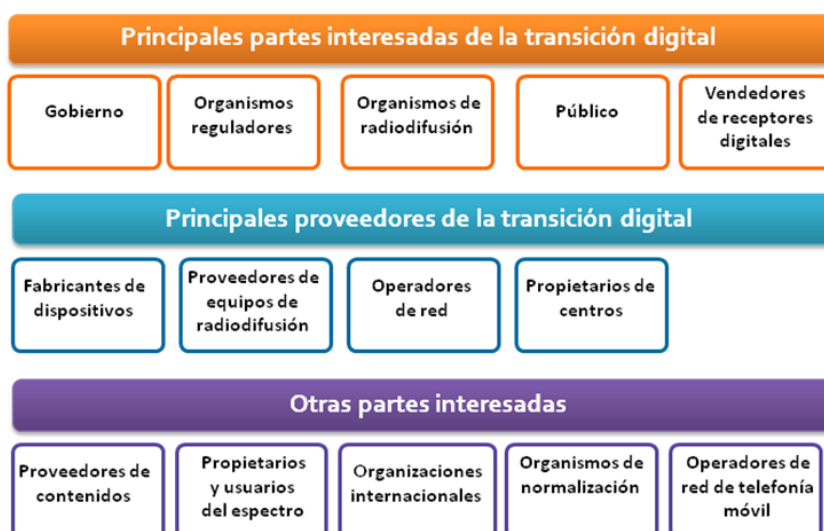 Principales partes interesadas de la transición digital
Gobierno
Organismos
reguladores
Organismos de
radiodifusión
Público
Vendedores
de receptores
digitales
Principales proveedores de la transición digital
Fabricantes de
dispositivos
Proveedores de
equipos de
radiodifusión
Operadores
de red
Propietarios de
centros
Otras partes interesadas
Proveedores de
contenidos
Propietarios
y usuarios
del espectro
Organizaciones
internacionales
Organismos de
normalización
Operadores de
red de telefonía
móvil